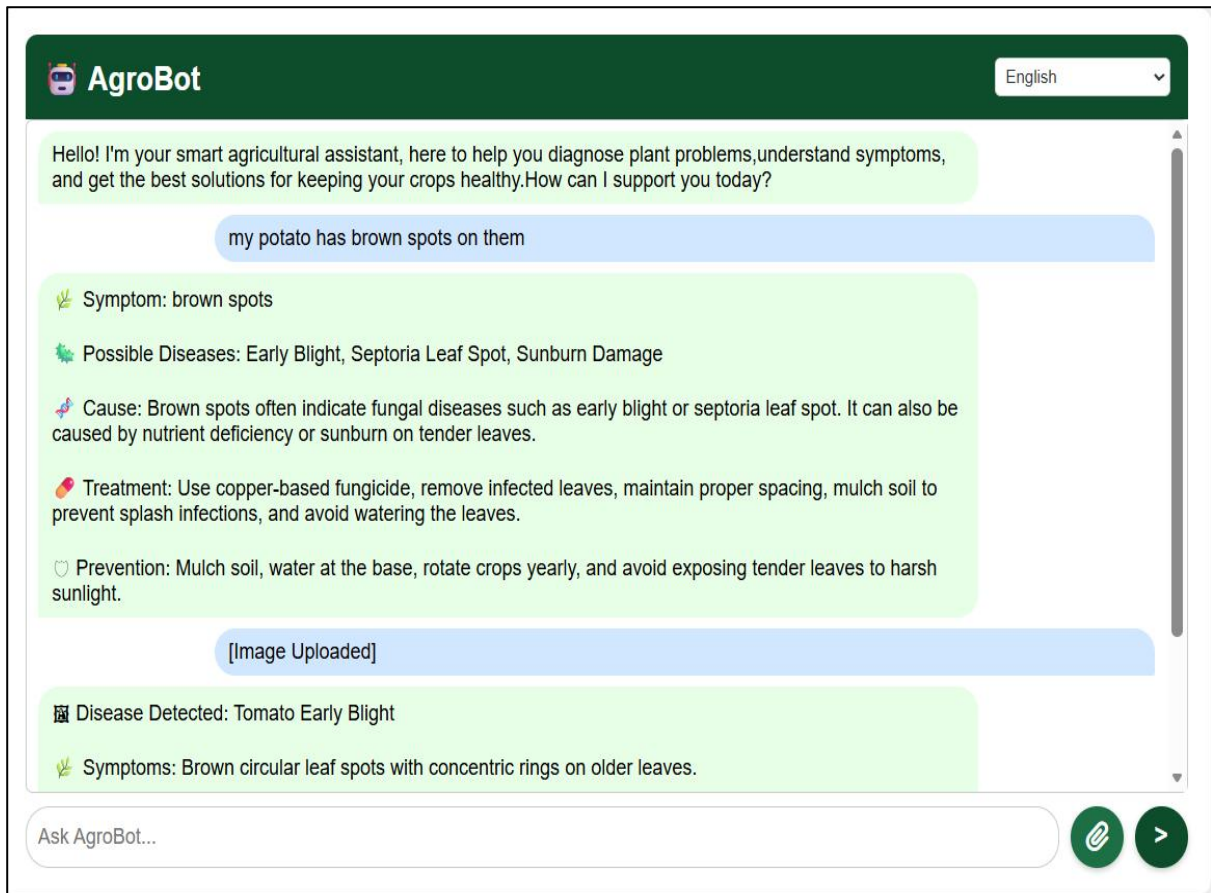 AgroBot
English
Hello! I'm your smart agricultural assistant, here to help you diagnose plant problems,understand symptoms,
and get the best solutions for keeping your crops healthy.How can I support you today?
my potato has brown spots on them
🌿 Symptom: brown spots
🦠 Possible Diseases: Early Blight, Septoria Leaf Spot, Sunburn Damage
🧬 Cause: Brown spots often indicate fungal diseases such as early blight or septoria leaf spot. It can also be
caused by nutrient deficiency or sunburn on tender leaves.
💊 Treatment: Use copper-based fungicide, remove infected leaves, maintain proper spacing, mulch soil to
prevent splash infections, and avoid watering the leaves.
🛡 Prevention: Mulch soil, water at the base, rotate crops yearly, and avoid exposing tender leaves to harsh
sunlight.
[Image Uploaded]
🖼 Disease Detected: Tomato Early Blight
🌿 Symptoms: Brown circular leaf spots with concentric rings on older leaves.
Ask AgroBot...
>